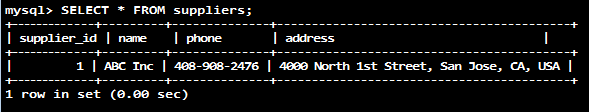 mysql> SELECT * FROM suppliers;
+-------------+---------+--------------+-------------------------------------------+
| supplier_id | name    | phone        | address                                   |
+-------------+---------+--------------+-------------------------------------------+
|           1 | ABC Inc | 408-908-2476 | 4000 North 1st Street, San Jose, CA, USA |
+-------------+---------+--------------+-------------------------------------------+
1 row in set (0.00 sec)